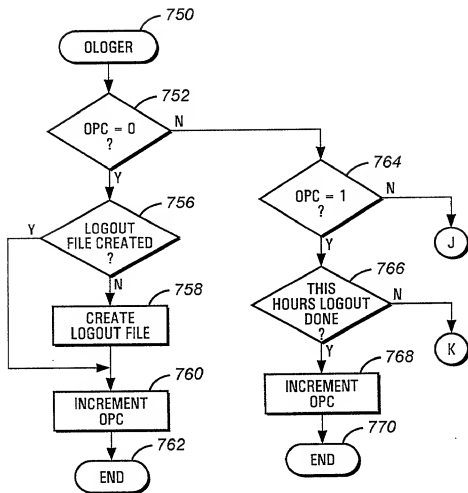 750
OLOGER
752
OPC = 0
?
N
Y
764
OPC = 1
?
N
Y
J
756
Y
LOGOUT
FILE CREATED
?
N
766
THIS
HOURS LOGOUT
DONE
?
N
Y
K
758
CREATE
LOGOUT FILE
760
INCREMENT
OPC
768
INCREMENT
OPC
762
END
770
END